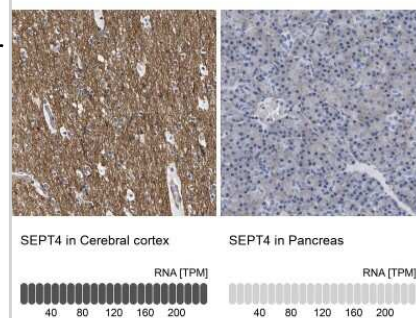 SEPT4 in Cerebral cortex
SEPT4 in Pancreas
RNA [TPM]
RNA [TPM]
40 80 120 160 200
40 80 120 160 200